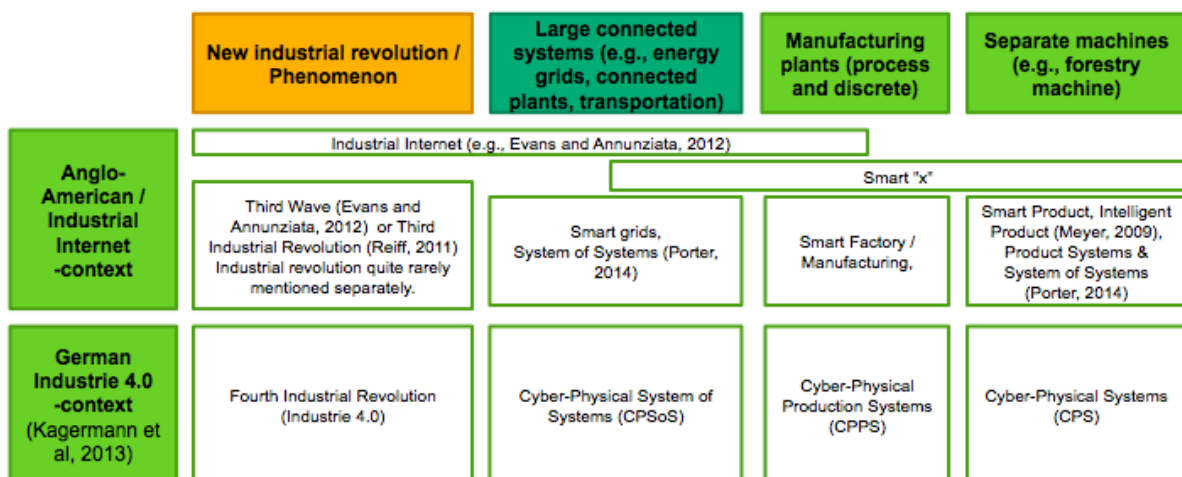 New industrial revolution /
Phenomenon
Large connected
systems (e.g., energy
grids, connected
plants, transportation)
Manufacturing
plants (process
and discrete)
Separate machines
(e.g., forestry
machine)
Anglo-
American /
Industrial
Internet
-context
Industrial Internet (e.g., Evans and Annunziata, 2012)
Smart "x"
Third Wave (Evans and
Annunziata, 2012)  or Third
Industrial Revolution (Reiff, 2011)
Industrial revolution quite rarely
mentioned separately.
Smart grids,
System of Systems (Porter,
2014)
Smart Factory /
Manufacturing,
Smart Product, Intelligent
Product (Meyer, 2009),
Product Systems &
System of Systems
(Porter, 2014)
German
Industrie 4.0
-context
(Kagermann et
al, 2013)
Fourth Industrial Revolution
(Industrie 4.0)
Cyber-Physical System of
Systems (CPSoS)
Cyber-Physical
Production Systems
(CPPS)
Cyber-Physical Systems
(CPS)